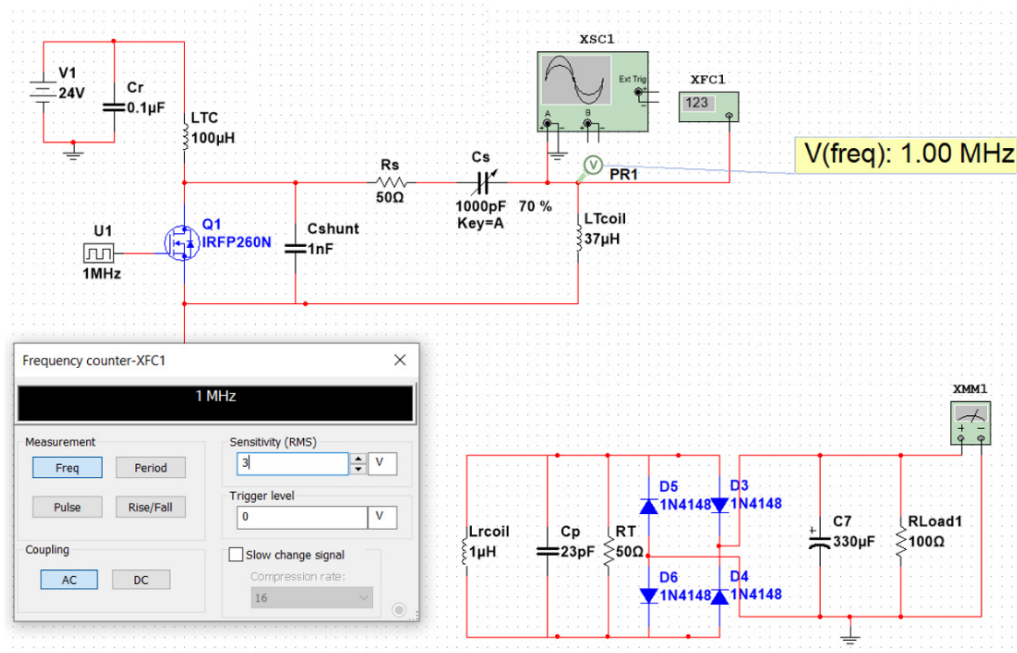 XSC1
Ext Trig
A
B
XFC1
123
V1
24V
Cr
0.1µF
LTC
100µH
V(freq): 1.00 MHz
V
PR1
Rs
50Ω
Cs
1000pF 70 %
Key=A
LTcoil
37µH
U1
1MHz
Q1
IRFP260N
Cshunt
1nF
Frequency counter-XFC1
1 MHz
Measurement
Freq
Period
Pulse
Rise/Fall
Coupling
AC
DC
Sensitivity (RMS)
3
V
Trigger level
0
V
Slow change signal
Compression rate:
16
XMM1
Lrcoil
1µH
Cp
23pF
RT
50Ω
D5
1N4148
D3
1N4148
D6
1N4148
D4
1N4148
C7
330µF
RLoad1
100Ω